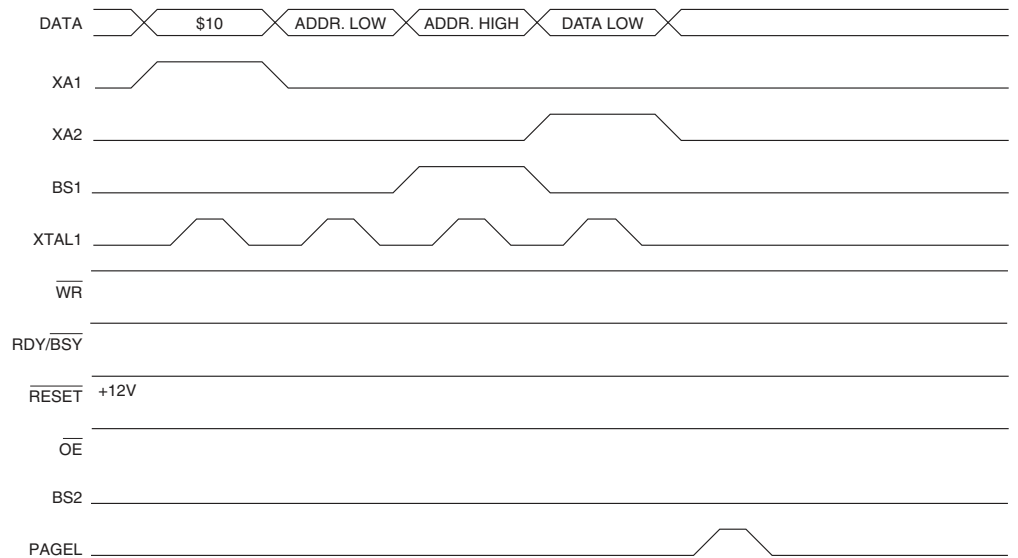 DATA $10 ADDR. LOW ADDR. HIGH DATA LOW
XA1
XA2
BS1
XTAL1
WR
RDY/BSY
RESET +12V
OE
BS2
PAGEL